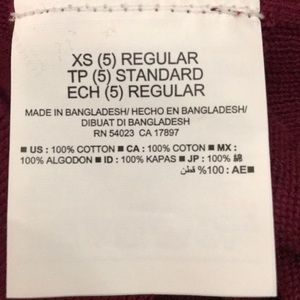 XS (5) REGULAR
TP (5) STANDARD
ECH (5) REGULAR
MADE IN BANGLADESH/ HECHO EN BANGLADESH/
DIBUAT DI BANGLADESH
RN 54023 CA 17897
■ US : 100% COTTON ■ CA : 100% COTON ■ MX :
100% ALGODON ■ ID : 100% KAPAS ■ JP : 100% 綿
■ AE: 100% قطن